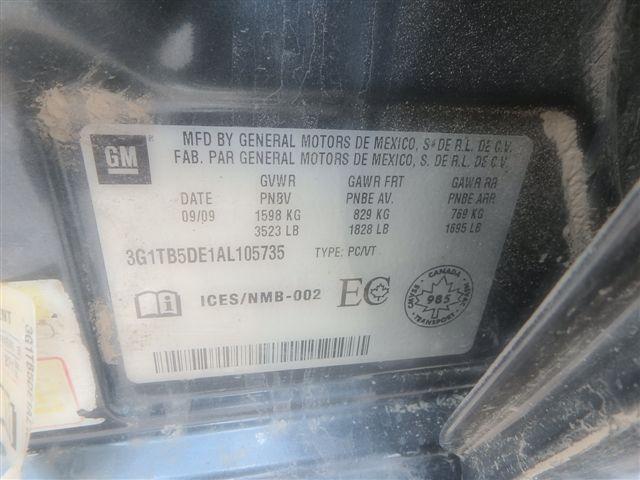 GM
MFD BY GENERAL MOTORS DE MEXICO, S* DE R.L. DE C.V.
FAB. PAR GENERAL MOTORS DE MEXICO, S. DE R.L. DE C.V.
GVWR GAWR FRT GAWR RR
DATE PNBV PNBE AV. PNBE ARR
09/09 1598 KG 829 KG 769 KG
3523 LB 1828 LB 1695 LB
3G1TB5DE1AL105735 TYPE: PC/VT
i ICES/NMB-002 EC
CANADA
985
TRANSPORT